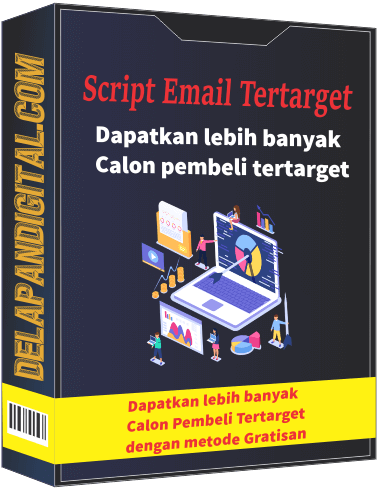 DELAPANDIGITAL.COM
Script Email Tertarget
Dapatkan lebih banyak
Calon pembeli tertarget
Dapatkan lebih banyak
Calon Pembeli Tertarget
dengan metode Gratisan